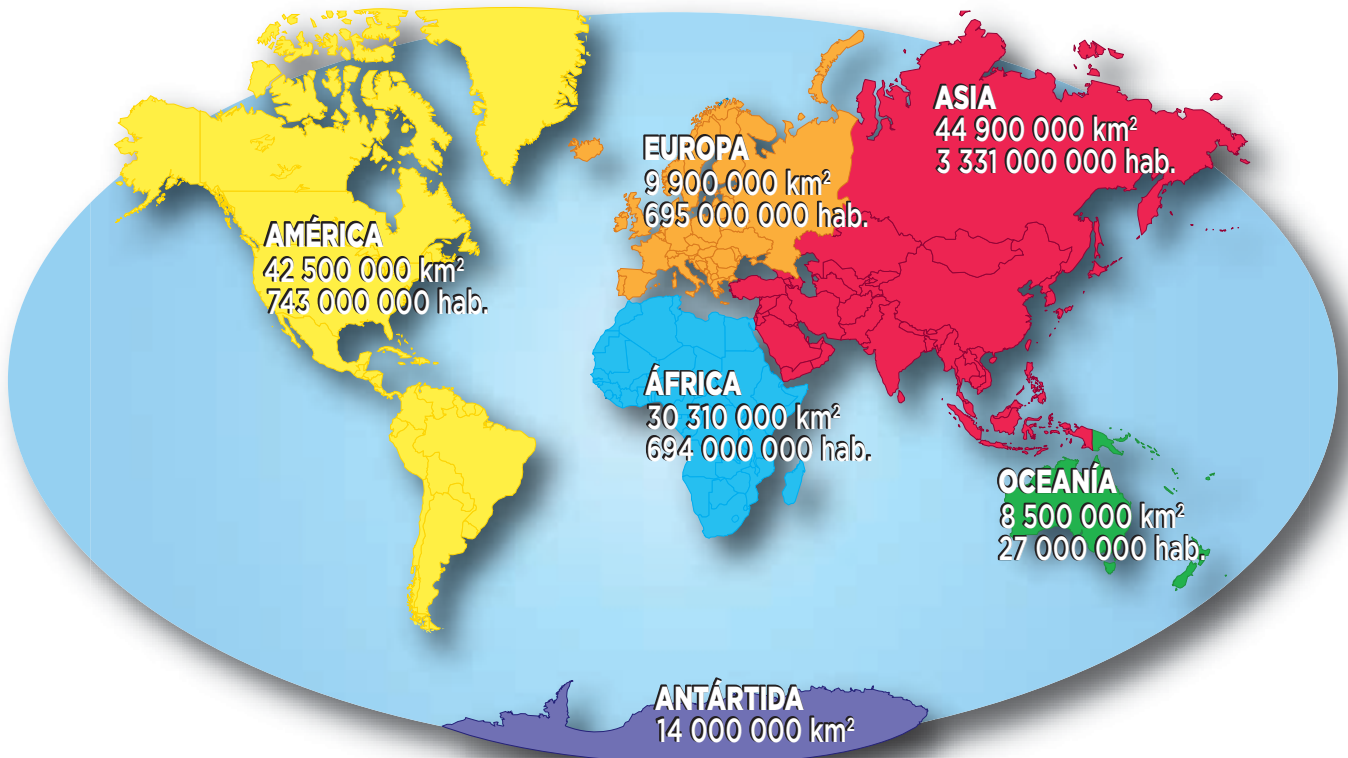 ASIA
44 900 000 km²
3 331 000 000 hab.
EUROPA
9 900 000 km²
695 000 000 hab.
AMÉRICA
42 500 000 km²
743 000 000 hab.
ÁFRICA
30 310 000 km²
694 000 000 hab.
OCEANÍA
8 500 000 km²
27 000 000 hab.
ANTÁRTIDA
14 000 000 km²